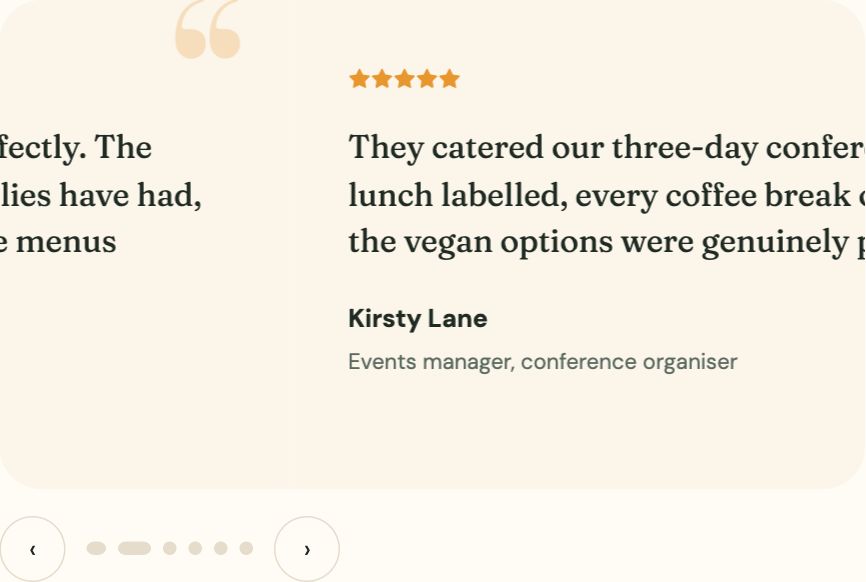 fectly. The
lies have had,
e menus
They catered our three-day confer
lunch labelled, every coffee break
the vegan options were genuinely p
Kirsty Lane
Events manager, conference organiser
‹
›